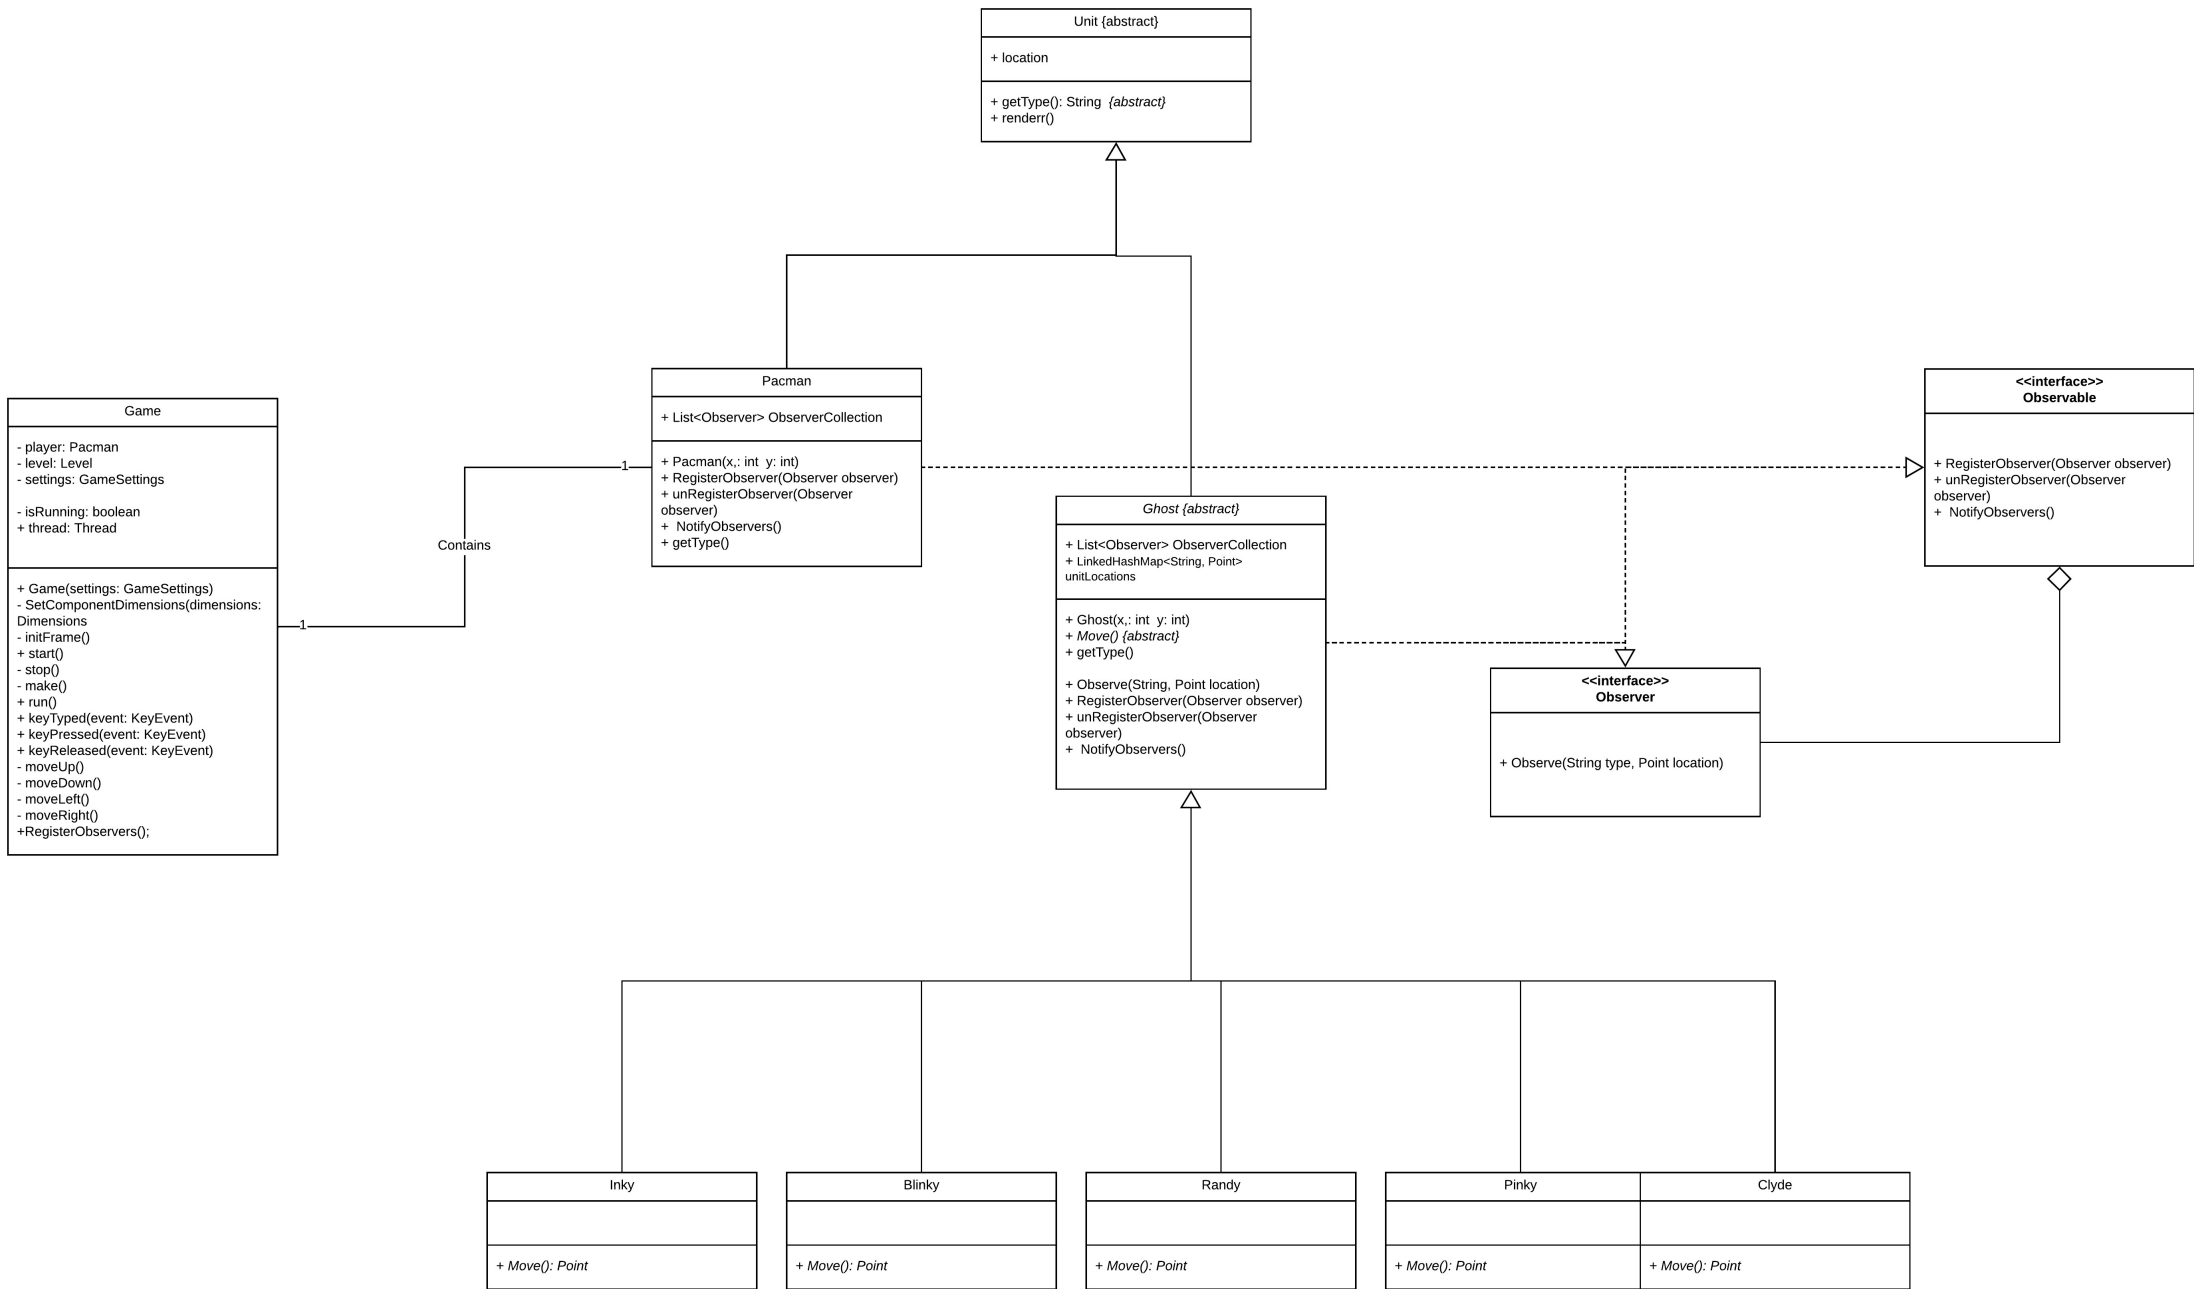 Unit {abstract}
+ location
+ getType(): String {abstract}
+ renderr()
Pacman
+ List<Observer> ObserverCollection
+ Pacman(x,: int y: int)
+ RegisterObserver(Observer observer)
+ unRegisterObserver(Observer
observer)
+ NotifyObservers()
+ getType()
<<interface>>
Observable
+ RegisterObserver(Observer observer)
+ unRegisterObserver(Observer
observer)
+ NotifyObservers()
Game
- player: Pacman
- level: Level
- settings: GameSettings
- isRunning: boolean
+ thread: Thread
+ Game(settings: GameSettings)
- SetComponentDimensions(dimensions:
Dimensions
- initFrame()
+ start()
- stop()
- make()
+ run()
+ keyTyped(event: KeyEvent)
+ keyPressed(event: KeyEvent)
+ keyReleased(event: KeyEvent)
- moveUp()
- moveDown()
- moveLeft()
- moveRight()
+RegisterObservers();
1
Contains
1
Ghost {abstract}
+ List<Observer> ObserverCollection
+ LinkedHashMap<String, Point>
unitLocations
+ Ghost(x,: int y: int)
+ Move() {abstract}
+ getType()
+ Observe(String, Point location)
+ RegisterObserver(Observer observer)
+ unRegisterObserver(Observer
observer)
+ NotifyObservers()
<<interface>>
Observer
+ Observe(String type, Point location)
Inky
+ Move(): Point
Blinky
+ Move(): Point
Randy
+ Move(): Point
Pinky
+ Move(): Point
Clyde
+ Move(): Point